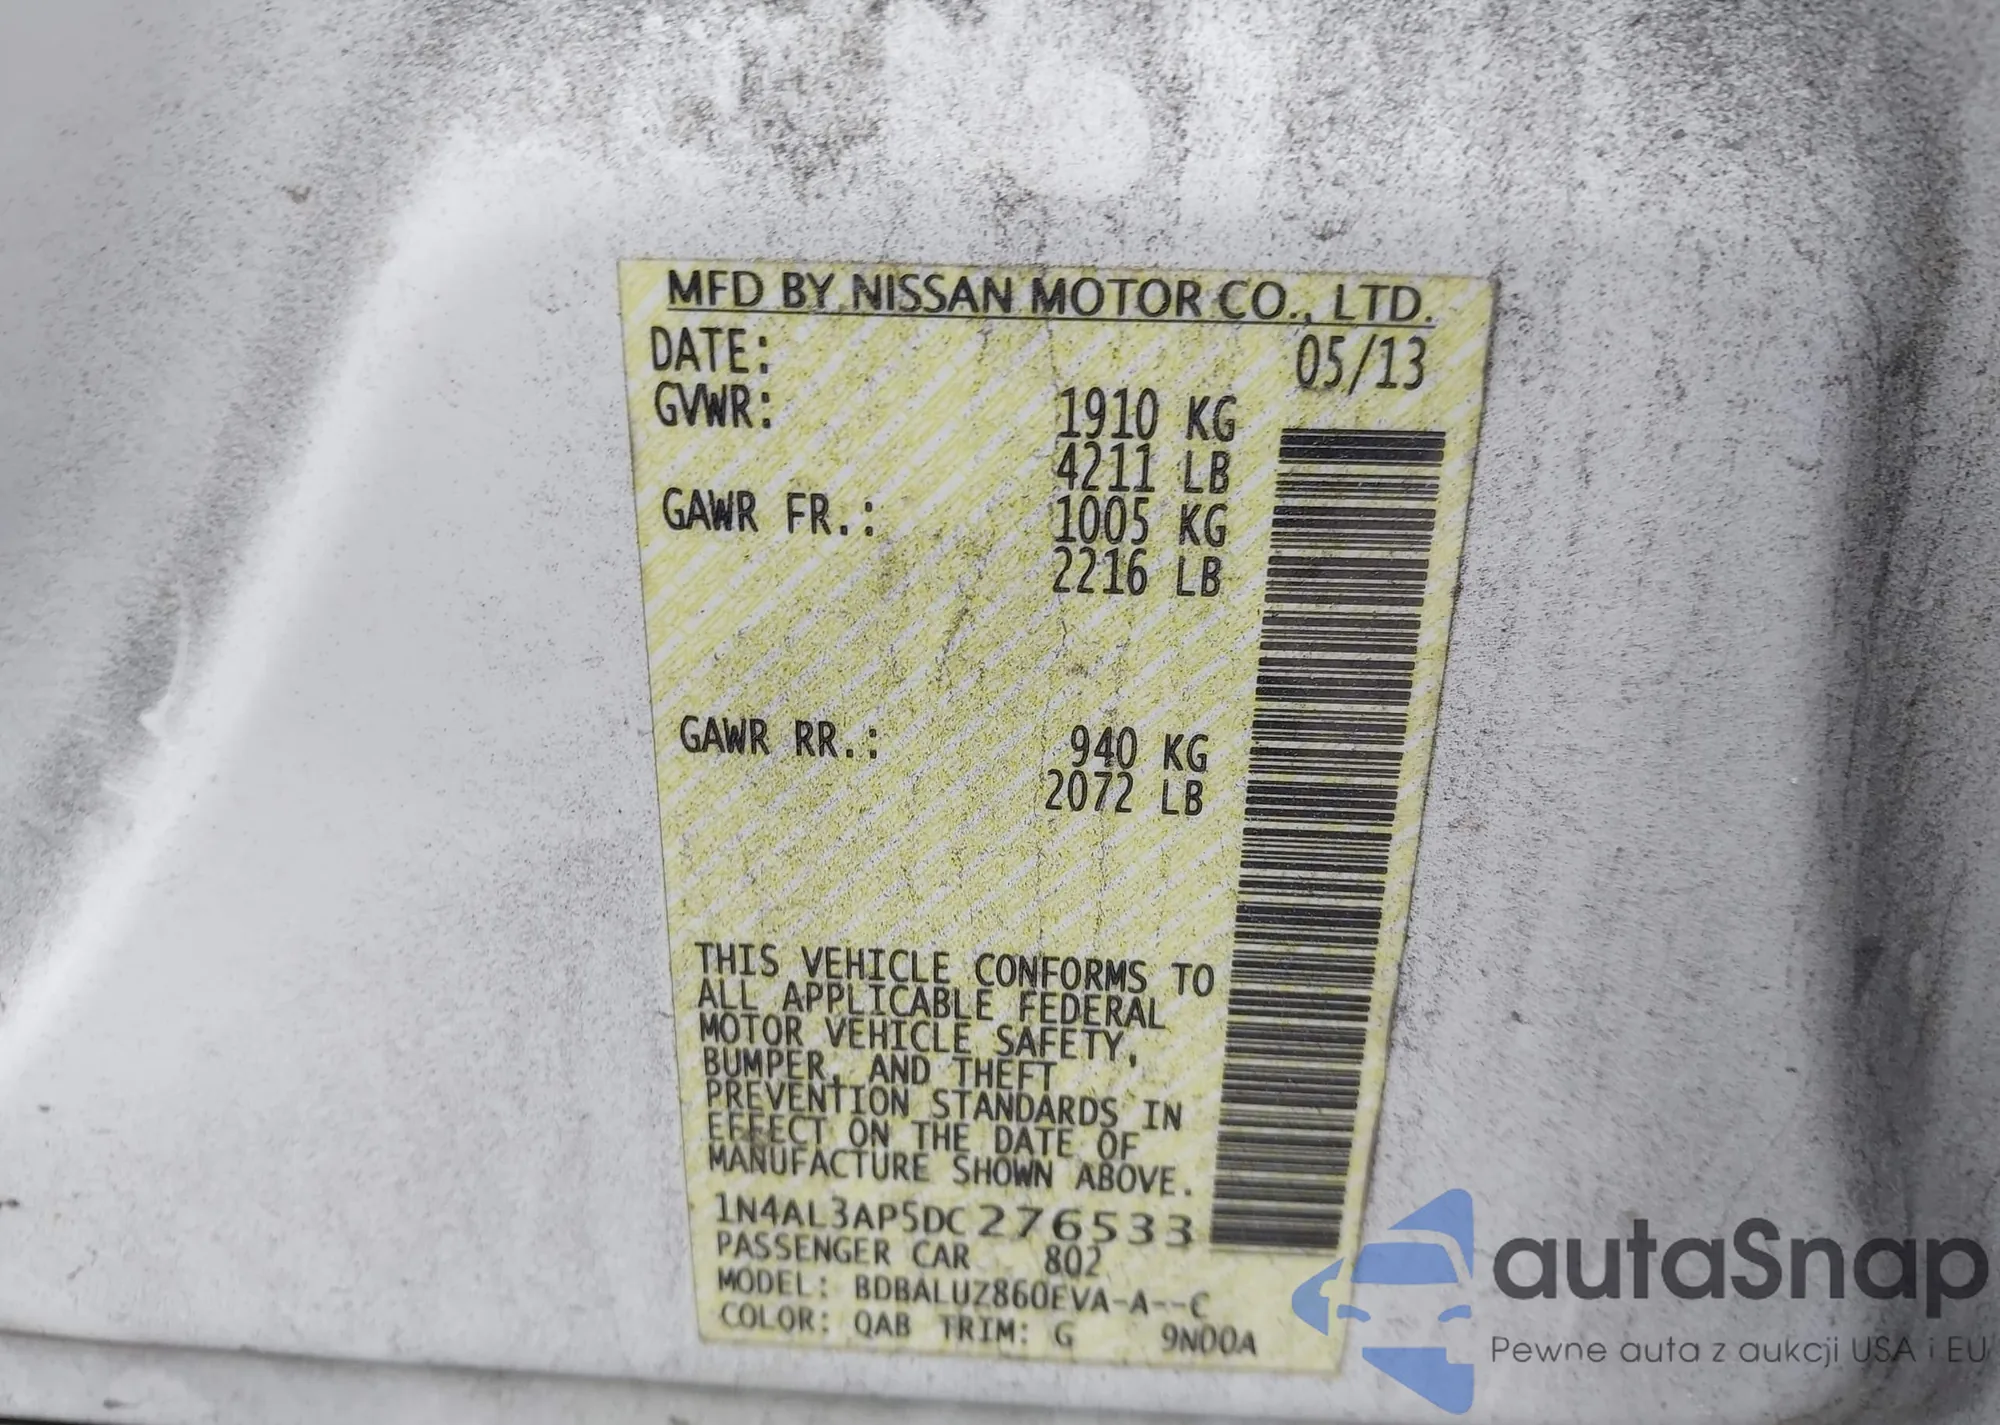 MFD BY NISSAN MOTOR CO., LTD.
DATE: 05/13
GVWR: 1910 KG
4211 LB
GAWR FR.: 1005 KG
2216 LB
GAWR RR.: 940 KG
2072 LB
THIS VEHICLE CONFORMS TO
ALL APPLICABLE FEDERAL
MOTOR VEHICLE SAFETY,
BUMPER, AND THEFT
PREVENTION STANDARDS IN
EFFECT ON THE DATE OF
MANUFACTURE SHOWN ABOVE.
1N4AL3AP5DC276533
PASSENGER CAR 802
MODEL: BDBALUZ860EVA-A--C
COLOR: QAB TRIM: G 9N00A
autaSnap
Pewne auta z aukcji USA i EU